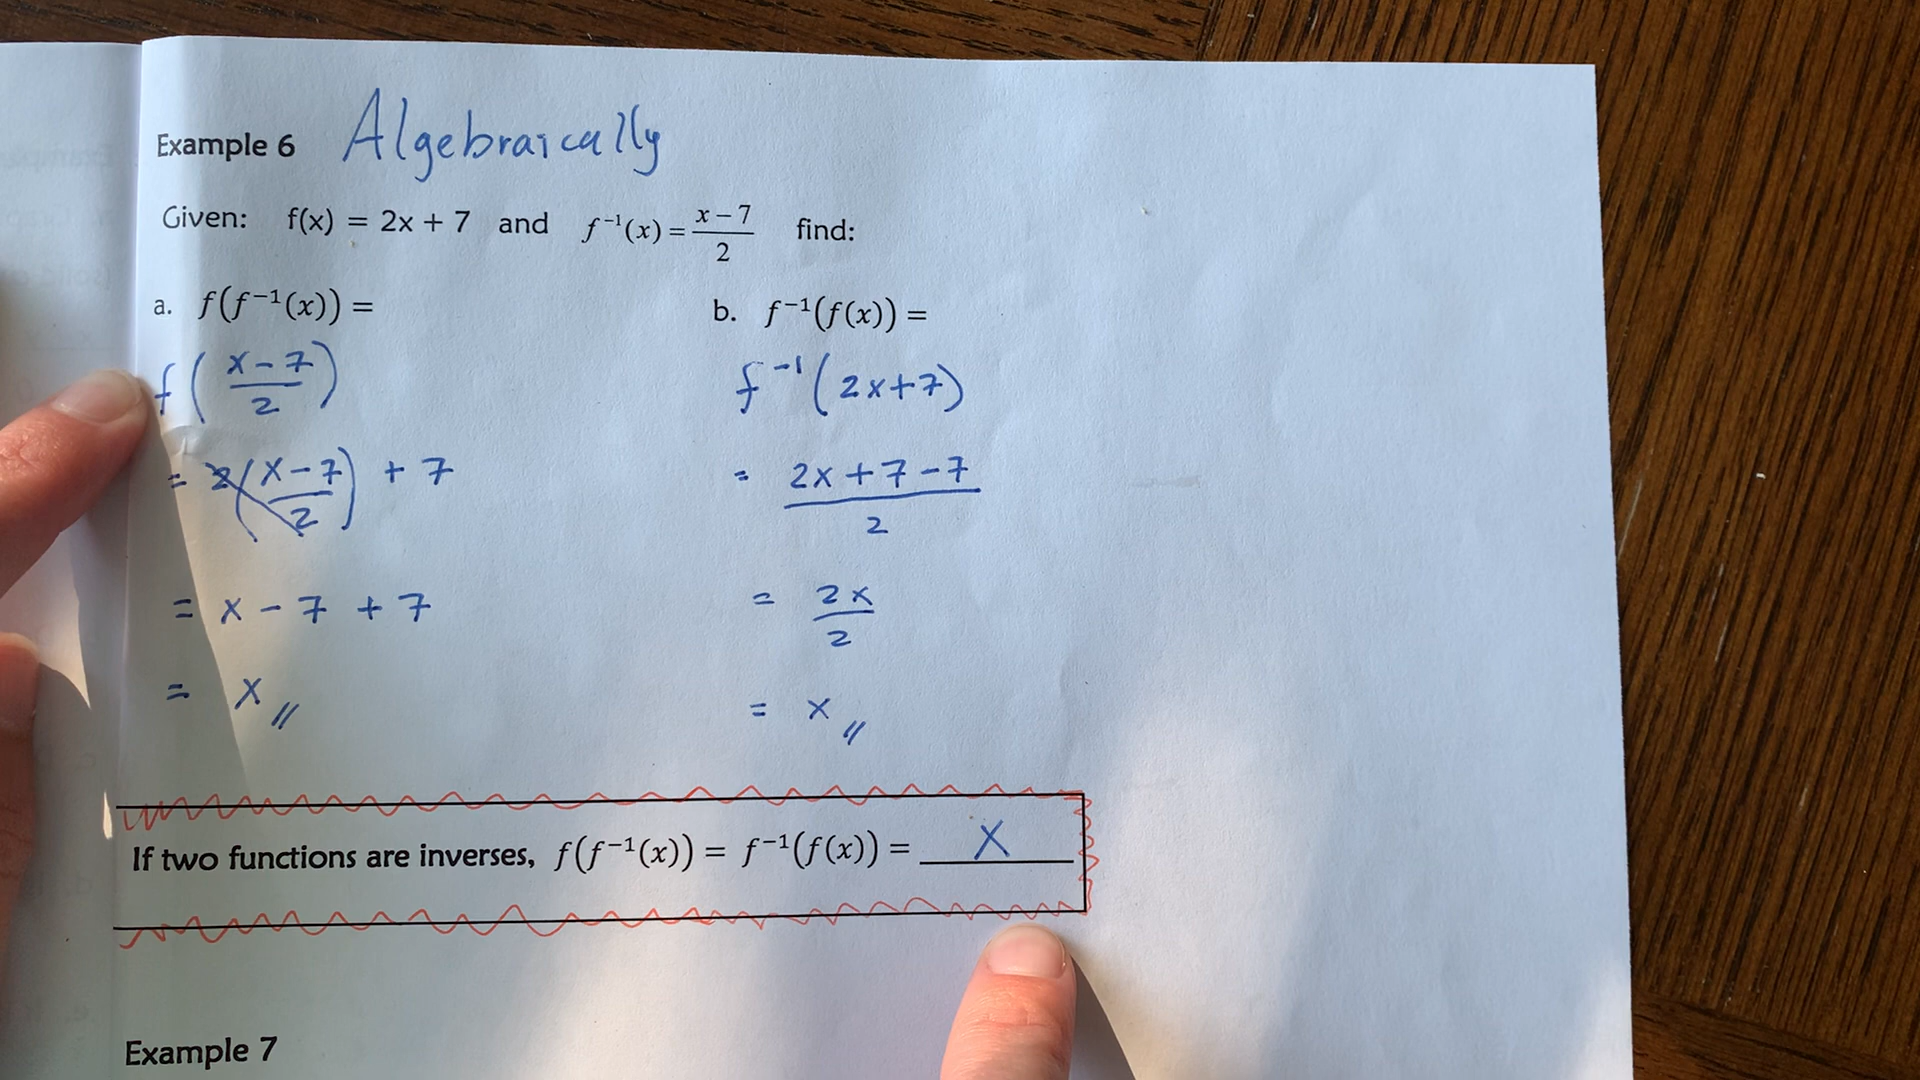 Example 6 Algebraically
Given: f(x) = 2x + 7 and f⁻¹(x) = (x − 7)/2 find:
a. f(f⁻¹(x)) =
f((x − 7)/2)
= 2((x − 7)/2) + 7
= x − 7 + 7
= x //
b. f⁻¹(f(x)) =
f⁻¹(2x + 7)
= (2x + 7 − 7)/2
= 2x/2
= x //
If two functions are inverses, f(f⁻¹(x)) = f⁻¹(f(x)) = x
Example 7